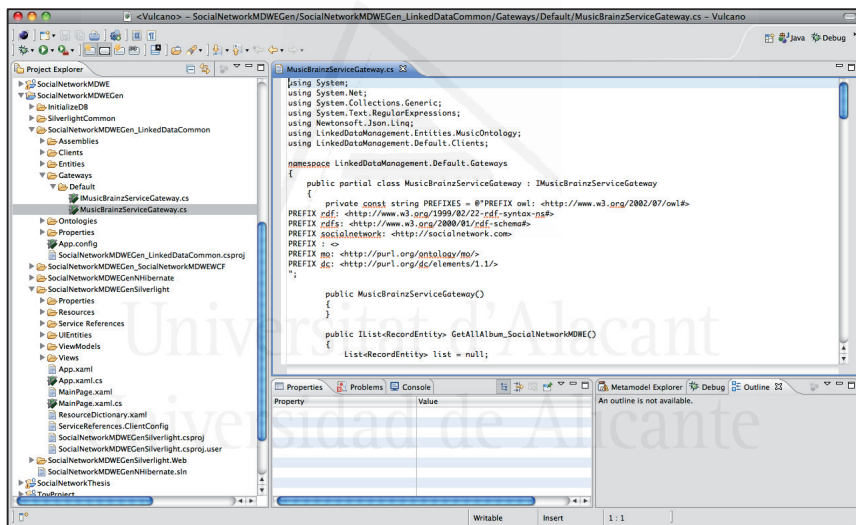 <Vulcano> - SocialNetworkMDWEGen/SocialNetworkMDWEGen_LinkedDataCommon/Gateways/Default/MusicBrainzServiceGateway.cs - Vulcano
Java
Debug
Project Explorer
SocialNetworkMDWE
SocialNetworkMDWEGen
InitializeDB
SilverlightCommon
SocialNetworkMDWEGen_LinkedDataCommon
Assemblies
Clients
Entities
Gateways
Default
IMusicBrainzServiceGateway.cs
MusicBrainzServiceGateway.cs
Ontologies
Properties
App.config
SocialNetworkMDWEGen_LinkedDataCommon.csproj
SocialNetworkMDWEGen_SocialNetworkMDWEWCF
SocialNetworkMDWEGenNHibernate
SocialNetworkMDWEGenSilverlight
Properties
Resources
Service References
UIEntities
ViewModels
Views
App.xaml
App.xaml.cs
MainPage.xaml
MainPage.xaml.cs
ResourceDictionary.xaml
ServiceReferences.ClientConfig
SocialNetworkMDWEGenSilverlight.csproj
SocialNetworkMDWEGenSilverlight.csproj.user
SocialNetworkMDWEGenSilverlight.Web
SocialNetworkMDWEGenNHibernate.sln
SocialNetworkThesis
ToyProject
MusicBrainzServiceGateway.cs
using System;
using System.Net;
using System.Collections.Generic;
using System.Text.RegularExpressions;
using Newtonsoft.Json.Linq;
using LinkedDataManagement.Entities.MusicOntology;
using LinkedDataManagement.Default.Clients;
namespace LinkedDataManagement.Default.Gateways
{
public partial class MusicBrainzServiceGateway : IMusicBrainzServiceGateway
{
private const string PREFIXES = @"PREFIX owl: <http://www.w3.org/2002/07/owl#>
PREFIX rdf: <http://www.w3.org/1999/02/22-rdf-syntax-ns#>
PREFIX rdfs: <http://www.w3.org/2000/01/rdf-schema#>
PREFIX socialnetwork: <http://socialnetwork.com>
PREFIX : <>
PREFIX mo: <http://purl.org/ontology/mo/>
PREFIX dc: <http://purl.org/dc/elements/1.1/>
";
public MusicBrainzServiceGateway()
{
}
public IList<RecordEntity> GetAllAlbum_SocialNetworkMDWE()
{
List<RecordEntity> list = null;
Properties
Problems
Console
Property
Value
Metamodel Explorer
Debug
Outline
An outline is not available.
Writable
Insert
1 : 1
Universitat d'Alacant
Universidad de Alicante